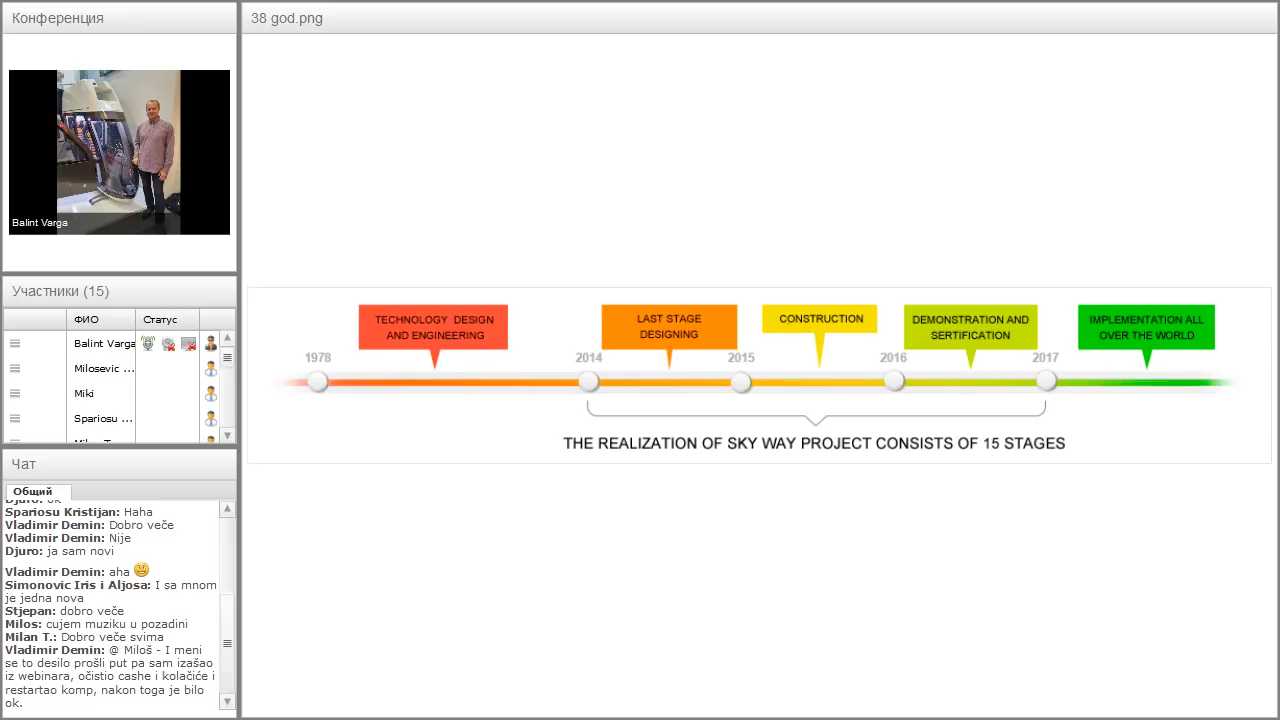 Конференция
Balint Varga
Участники (15)
ФИО
Статус
Balint Varga
Milosevic ...
Miki
Spariosu ...
Чат
Общий
Djuro: ok
Spariosu Kristijan: Haha
Vladimir Demin: Dobro veče
Vladimir Demin: Nije
Djuro: ja sam novi
Vladimir Demin: aha
Simonovic Iris i Aljosa: I sa mnom
je jedna nova
Stjepan: dobro veče
Milos: cujem muziku u pozadini
Milan T.: Dobro veče svima
Vladimir Demin: @ Miloš - I meni
se to desilo prošli put pa sam izašao
iz webinara, očistio cashe i kolačiće i
restartao komp, nakon toga je bilo
ok.
38 god.png
TECHNOLOGY DESIGN
AND ENGINEERING
LAST STAGE
DESIGNING
CONSTRUCTION
DEMONSTRATION AND
SERTIFICATION
IMPLEMENTATION ALL
OVER THE WORLD
1978
2014
2015
2016
2017
THE REALIZATION OF SKY WAY PROJECT CONSISTS OF 15 STAGES